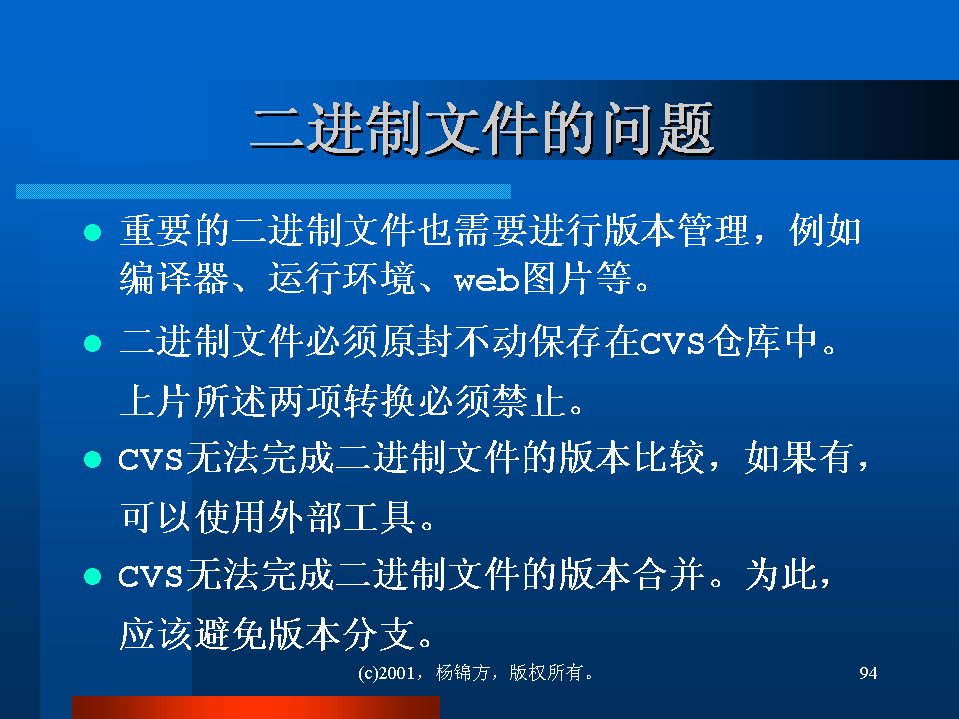 二进制文件的问题
重要的二进制文件也需要进行版本管理，例如
编译器、运行环境、web图片等。
二进制文件必须原封不动保存在CVS仓库中。
上片所述两项转换必须禁止。
CVS无法完成二进制文件的版本比较，如果有，
可以使用外部工具。
CVS无法完成二进制文件的版本合并。为此，
应该避免版本分支。
(c)2001，杨锦方，版权所有。
94